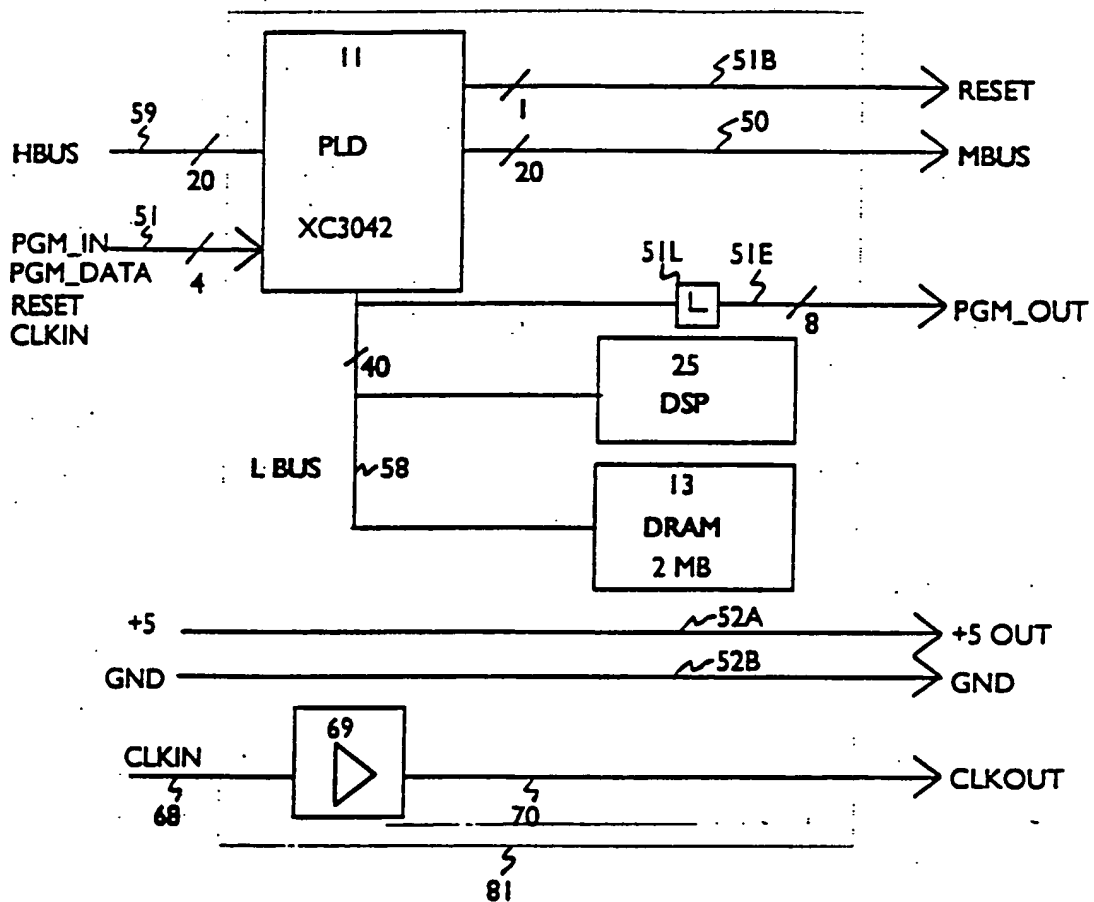 11
PLD
XC3042
51B
1
RESET
59
HBUS
20
50
20
MBUS
51
PGM_IN
PGM_DATA
RESET
CLKIN
4
51L
51E
L
8
PGM_OUT
40
25
DSP
L BUS
58
13
DRAM
2 MB
+5
52A
+5 OUT
GND
52B
GND
69
CLKIN
68
70
CLKOUT
81